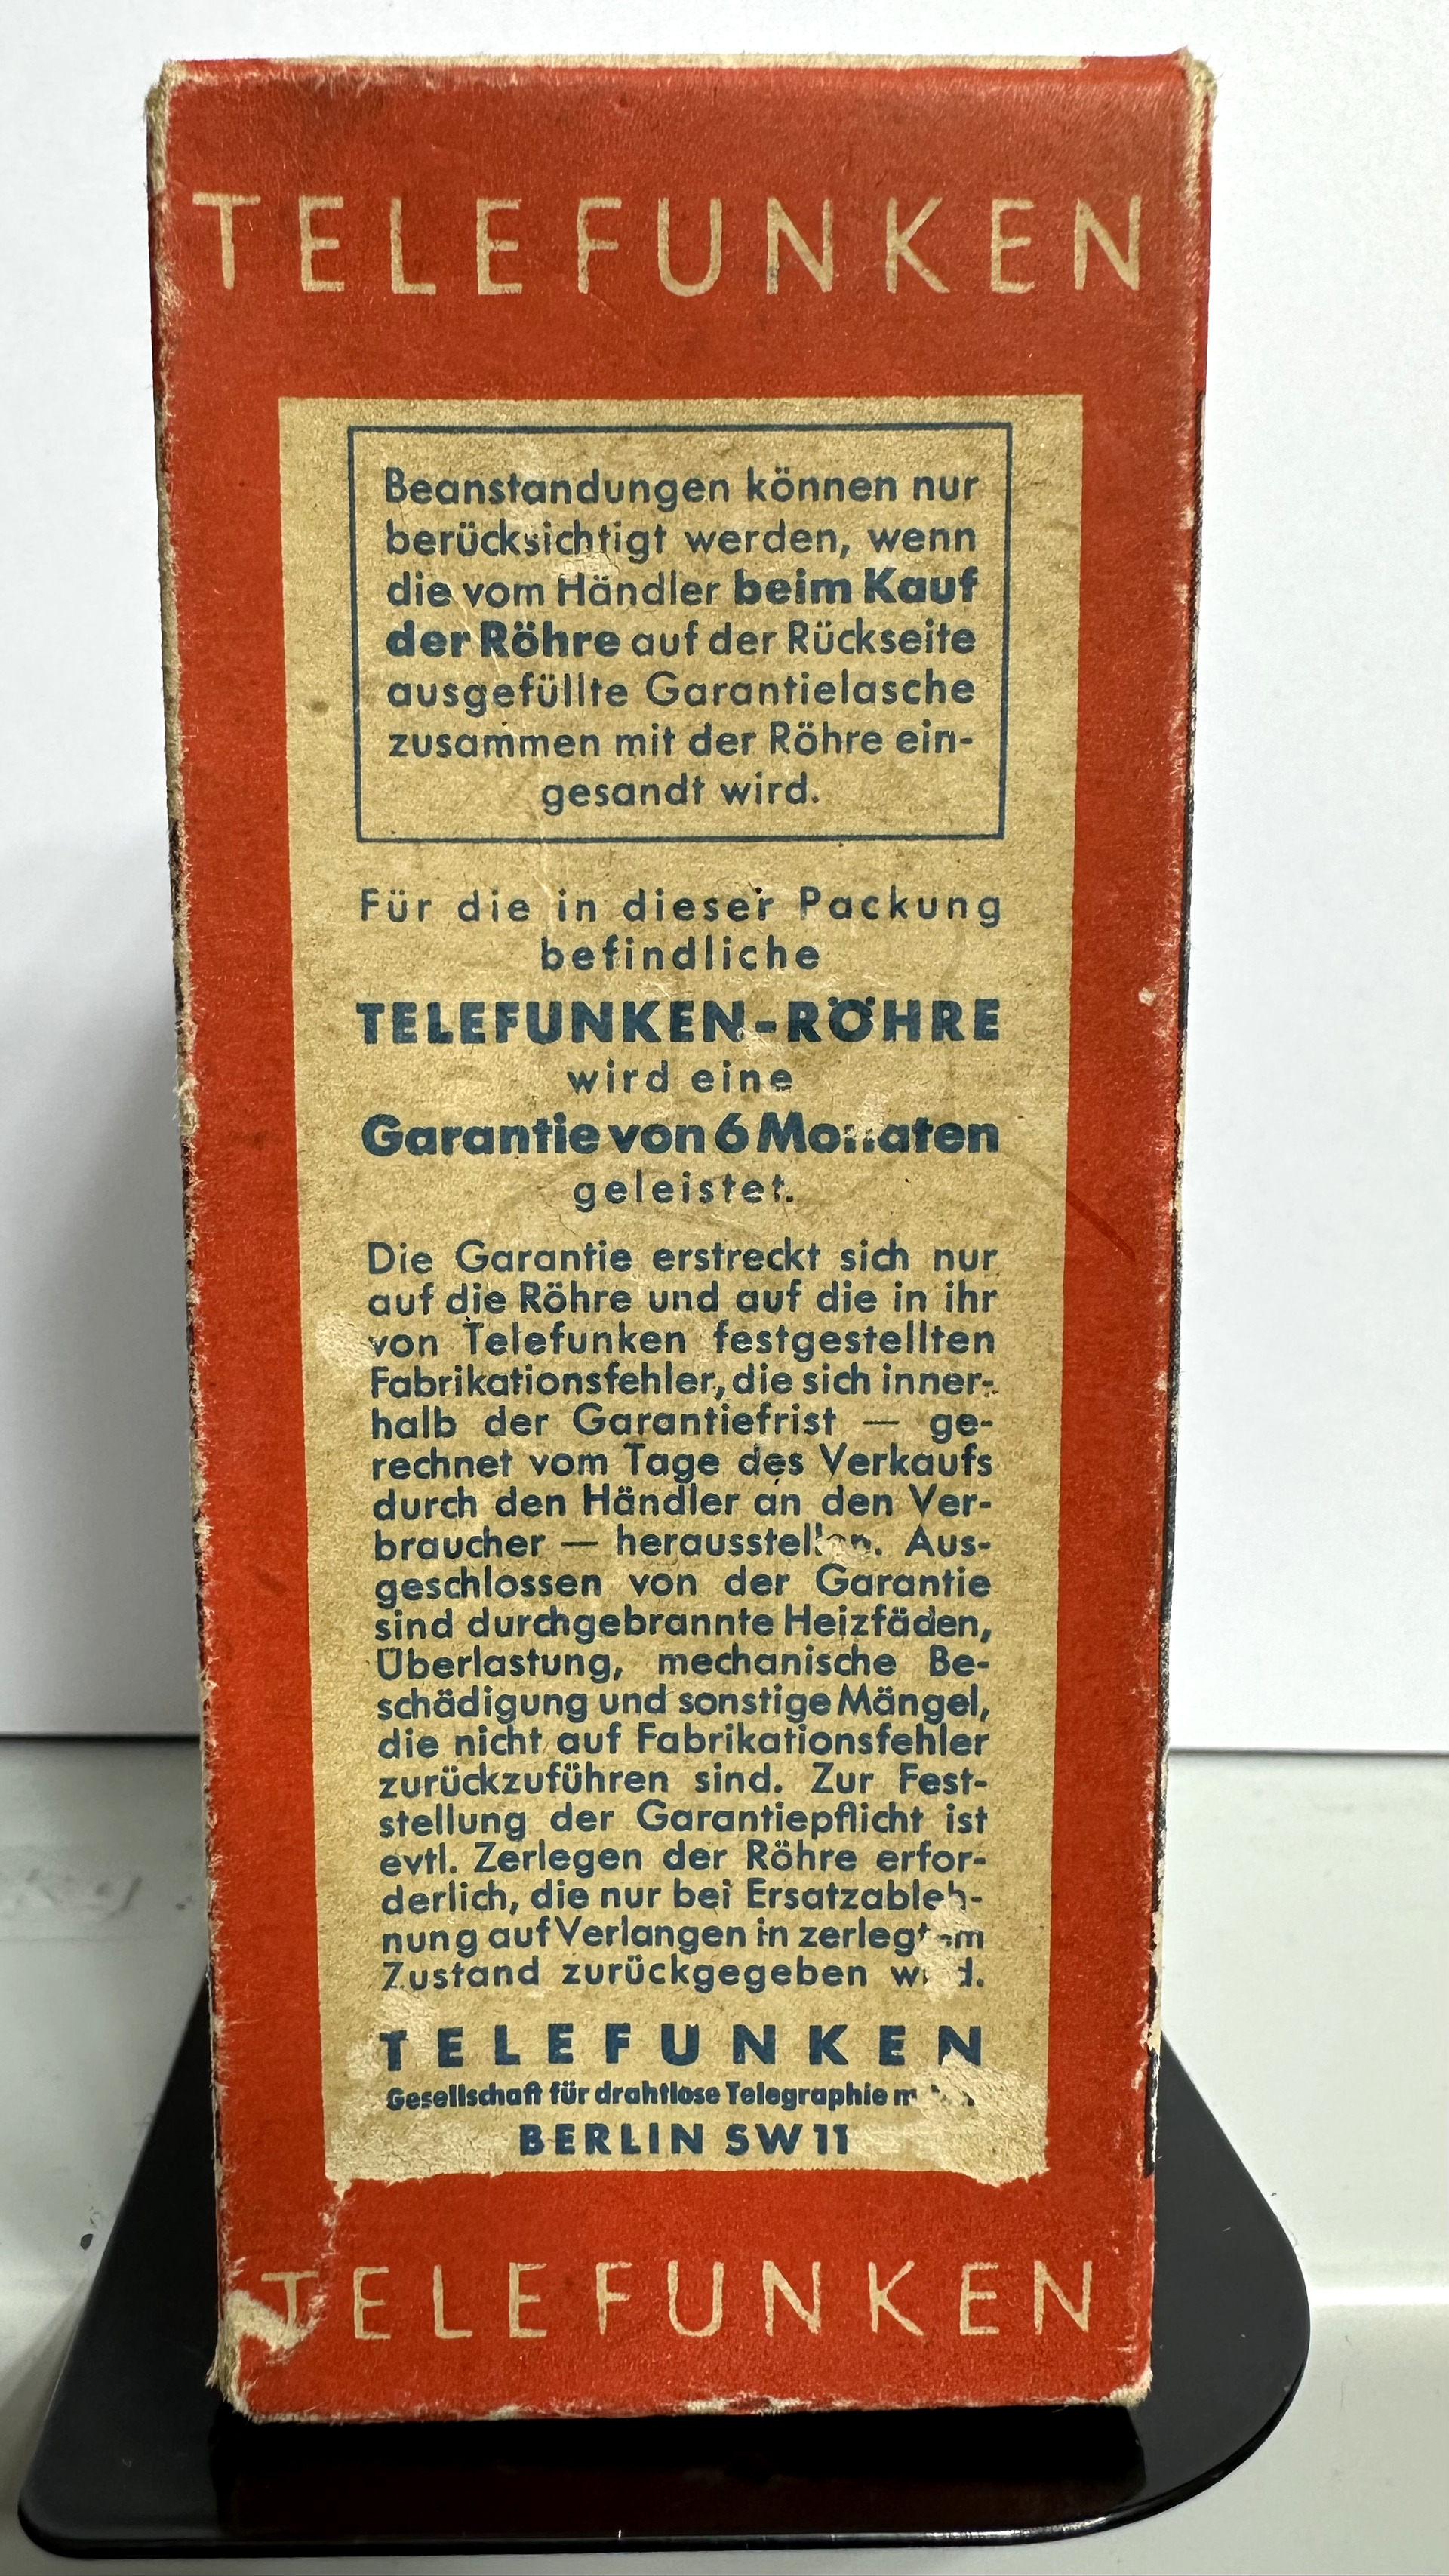 TELEFUNKEN
Beanstandungen können nur
berücksichtigt werden, wenn
die vom Händler beim Kauf
der Röhre auf der Rückseite
ausgefüllte Garantielasche
zusammen mit der Röhre ein-
gesandt wird.
Für die in dieser Packung
befindliche
TELEFUNKEN-RÖHRE
wird eine
Garantie von 6 Monaten
geleistet.
Die Garantie erstreckt sich nur
auf die Röhre und auf die in ihr
von Telefunken festgestellten
Fabrikationsfehler, die sich inner-
halb der Garantiefrist — ge-
rechnet vom Tage des Verkaufs
durch den Händler an den Ver-
braucher — herausstellen. Aus-
geschlossen von der Garantie
sind durchgebrannte Heizfäden,
Überlastung, mechanische Be-
schädigung und sonstige Mängel,
die nicht auf Fabrikationsfehler
zurückzuführen sind. Zur Fest-
stellung der Garantiepflicht ist
evtl. Zerlegen der Röhre erfor-
derlich, die nur bei Ersatzableh-
nung auf Verlangen in zerlegtem
Zustand zurückgegeben wird.
TELEFUNKEN
Gesellschaft für drahtlose Telegraphie
BERLIN SW 11
TELEFUNKEN